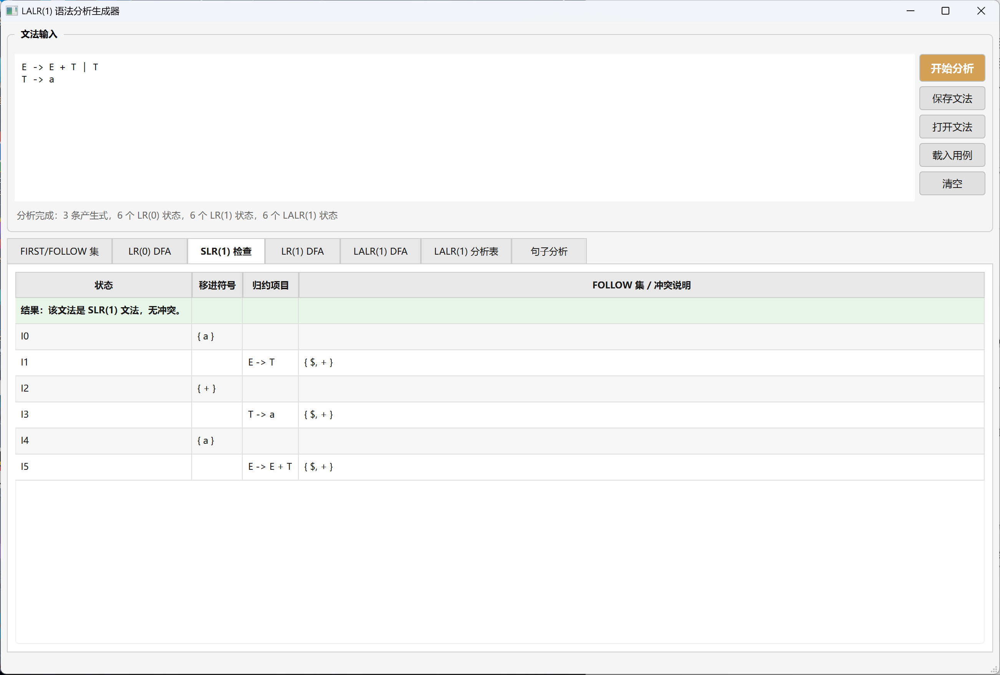 LALR(1) 语法分析生成器
文法输入
E -> E + T | T
T -> a
开始分析
保存文法
打开文法
载入用例
清空
分析完成：3 条产生式，6 个 LR(0) 状态，6 个 LR(1) 状态，6 个 LALR(1) 状态
FIRST/FOLLOW 集 LR(0) DFA SLR(1) 检查 LR(1) DFA LALR(1) DFA LALR(1) 分析表 句子分析
状态 移进符号 归约项目 FOLLOW 集 / 冲突说明
结果：该文法是 SLR(1) 文法，无冲突。
I0 { a }
I1 E -> T { $, + }
I2 { + }
I3 T -> a { $, + }
I4 { a }
I5 E -> E + T { $, + }